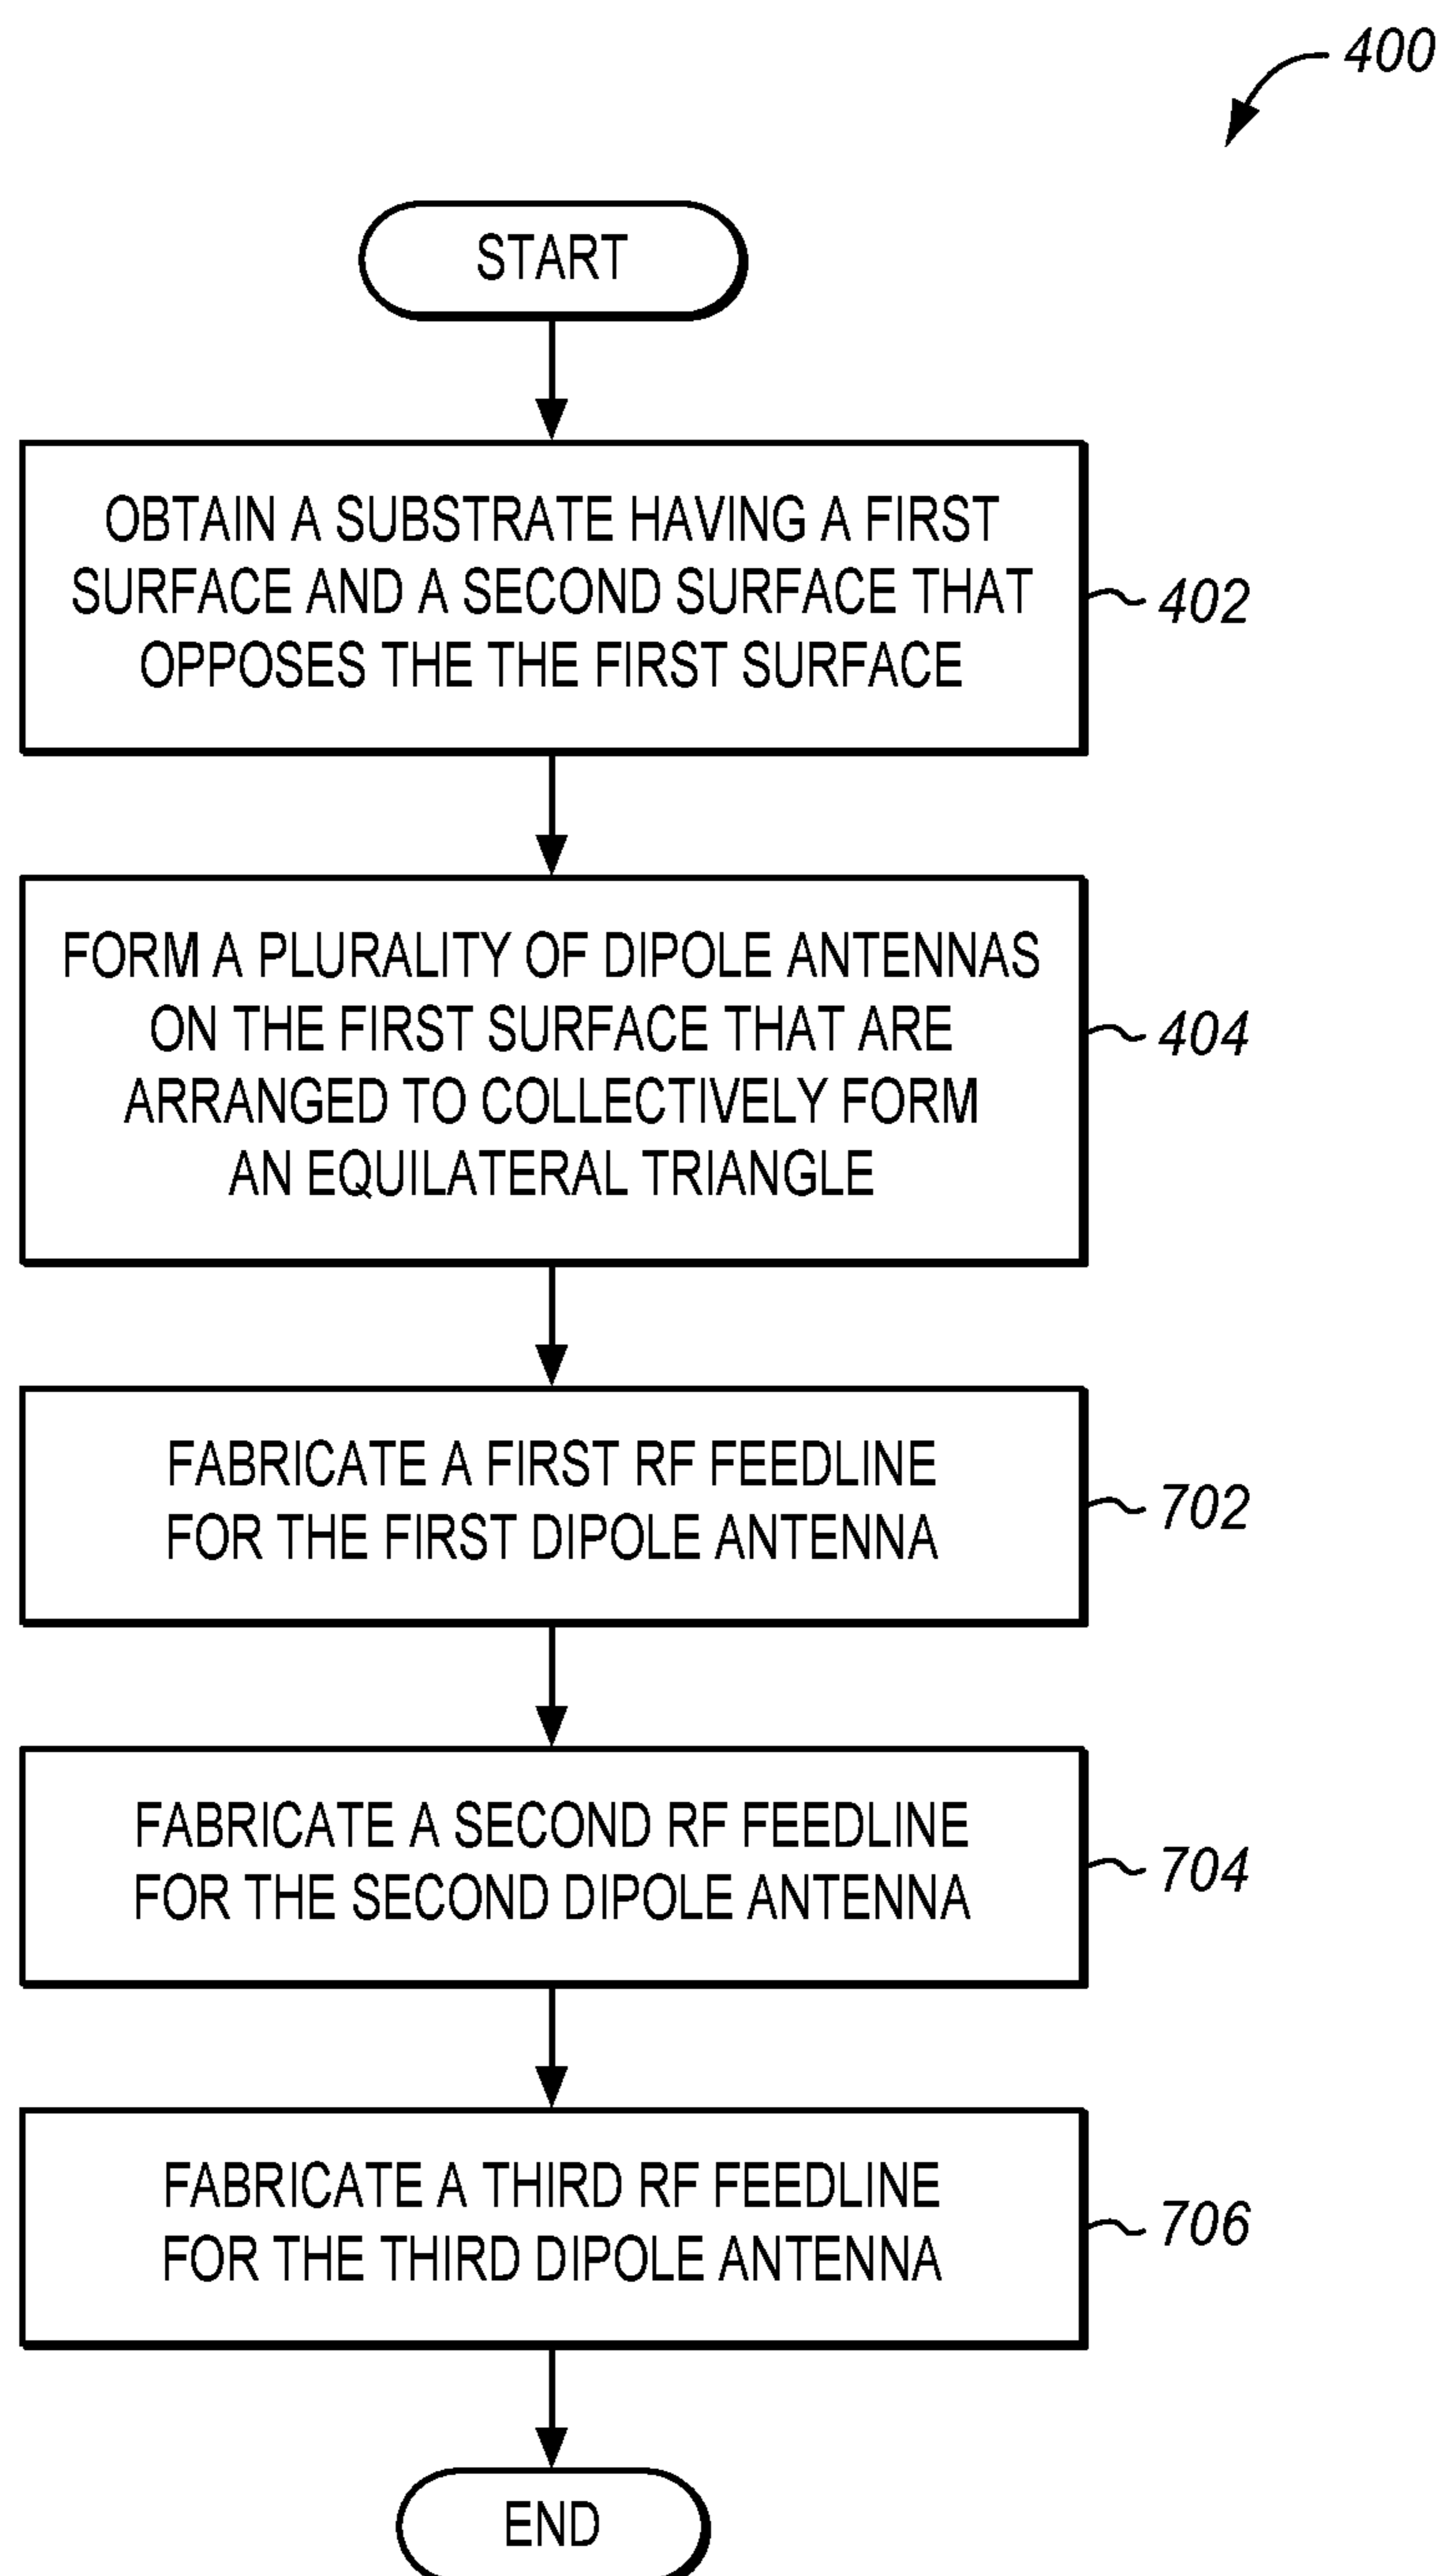 400
START
OBTAIN A SUBSTRATE HAVING A FIRST
SURFACE AND A SECOND SURFACE THAT
OPPOSES THE THE FIRST SURFACE
402
FORM A PLURALITY OF DIPOLE ANTENNAS
ON THE FIRST SURFACE THAT ARE
ARRANGED TO COLLECTIVELY FORM
AN EQUILATERAL TRIANGLE
404
FABRICATE A FIRST RF FEEDLINE
FOR THE FIRST DIPOLE ANTENNA
702
FABRICATE A SECOND RF FEEDLINE
FOR THE SECOND DIPOLE ANTENNA
704
FABRICATE A THIRD RF FEEDLINE
FOR THE THIRD DIPOLE ANTENNA
706
END